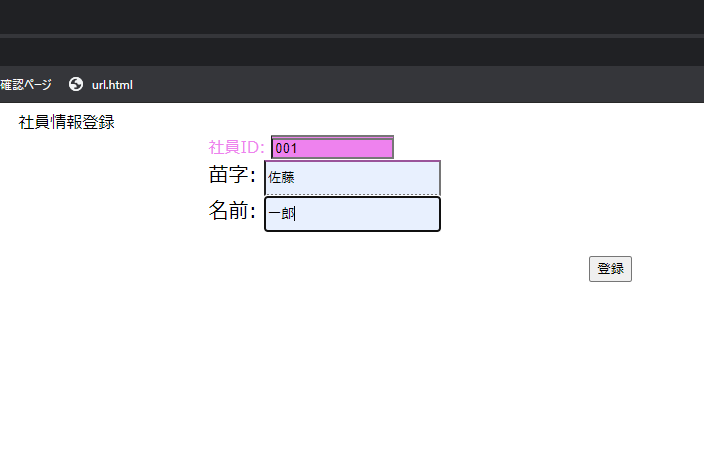 確認ページ url.html
社員情報登録
社員ID: 001
苗字: 佐藤
名前: 一郎
登録